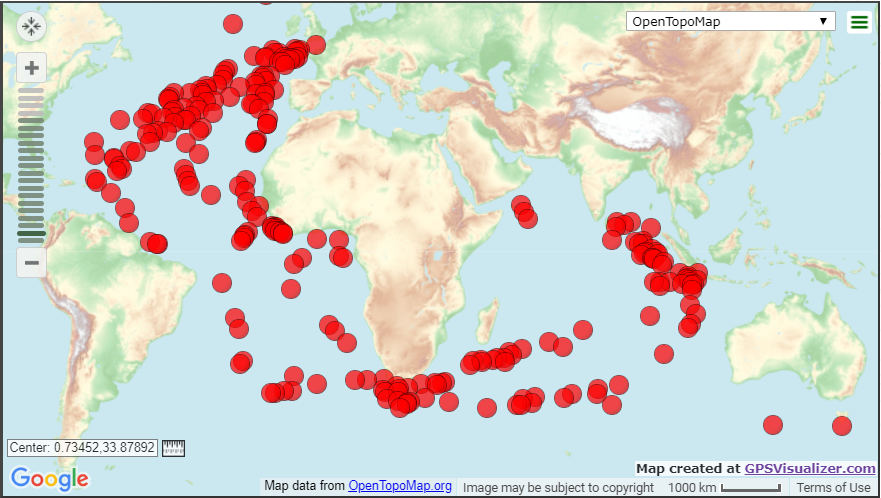 OpenTopoMap ▼
Center: 0.73452,33.87892
Map created at GPSVisualizer.com
Google
Map data from OpenTopoMap.org
Image may be subject to copyright
1000 km
Terms of Use